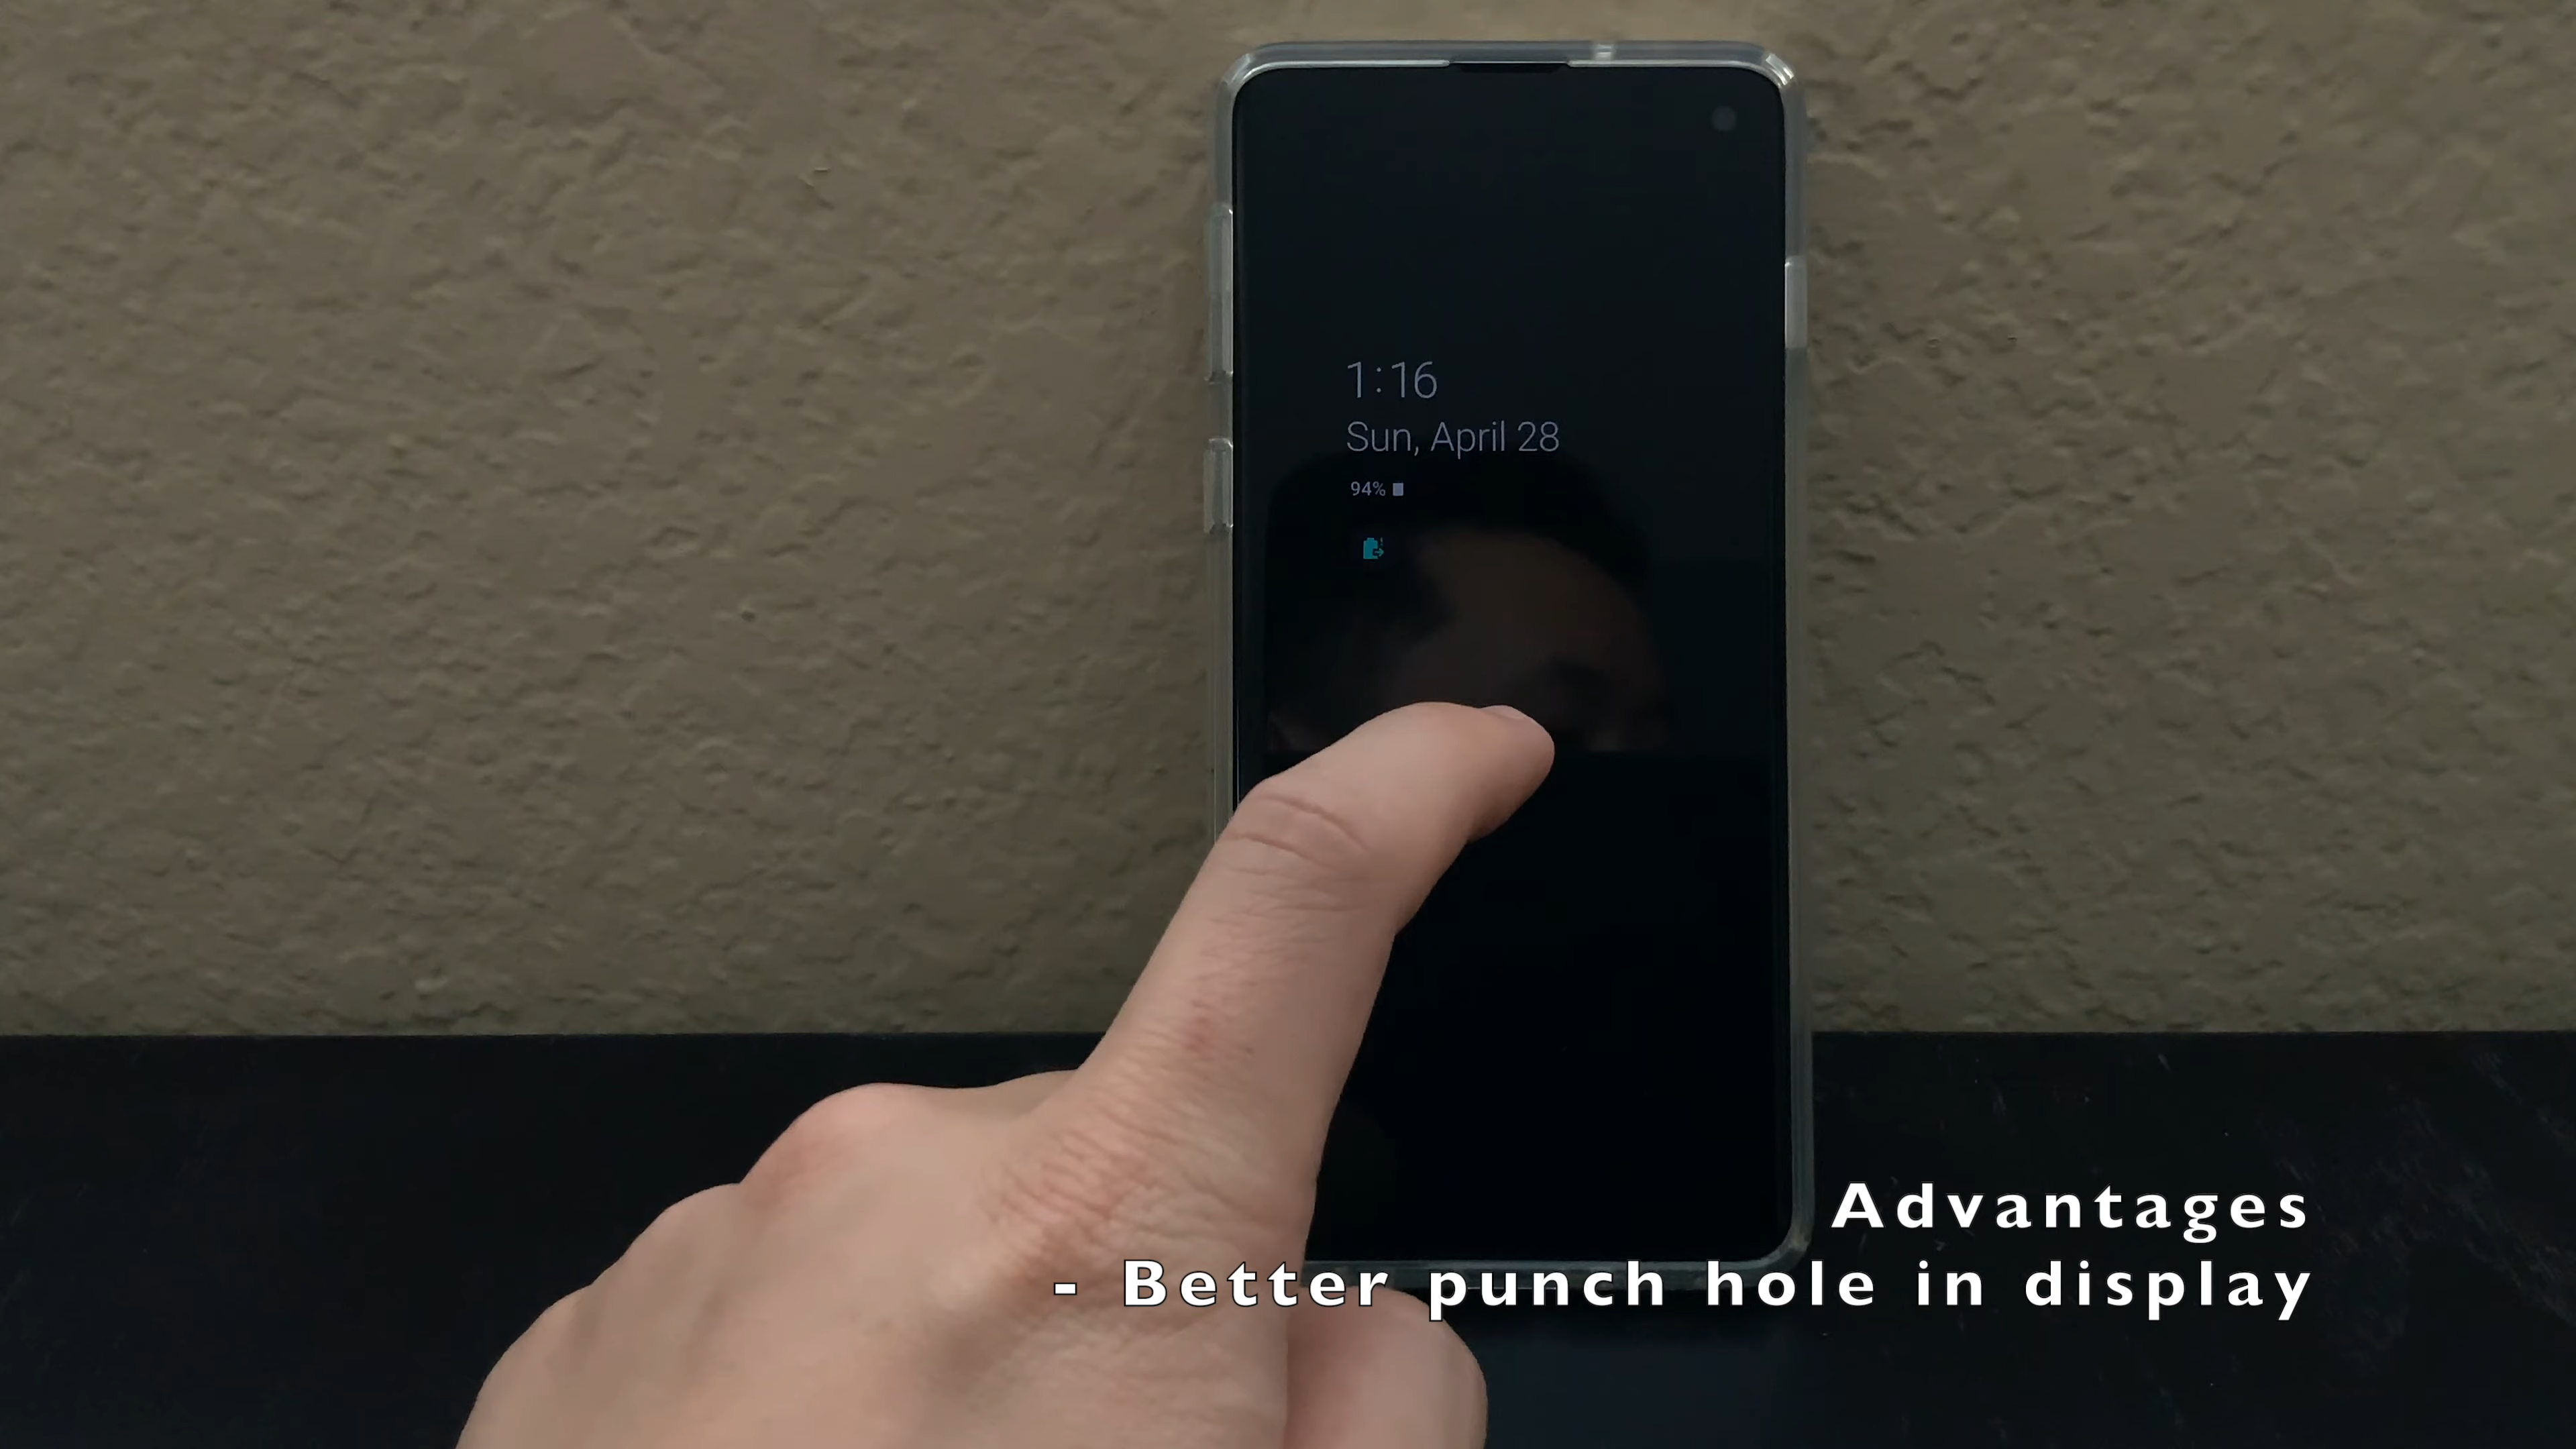 1:16
Sun, April 28
94%
Advantages
- Better punch hole in display